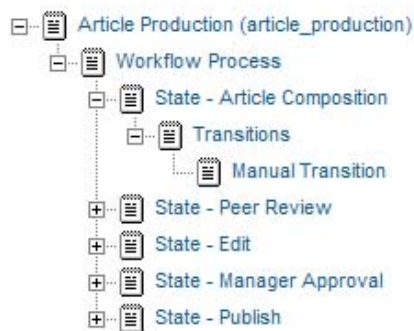 Article Production (article_production)
Workflow Process
State - Article Composition
Transitions
Manual Transition
State - Peer Review
State - Edit
State - Manager Approval
State - Publish